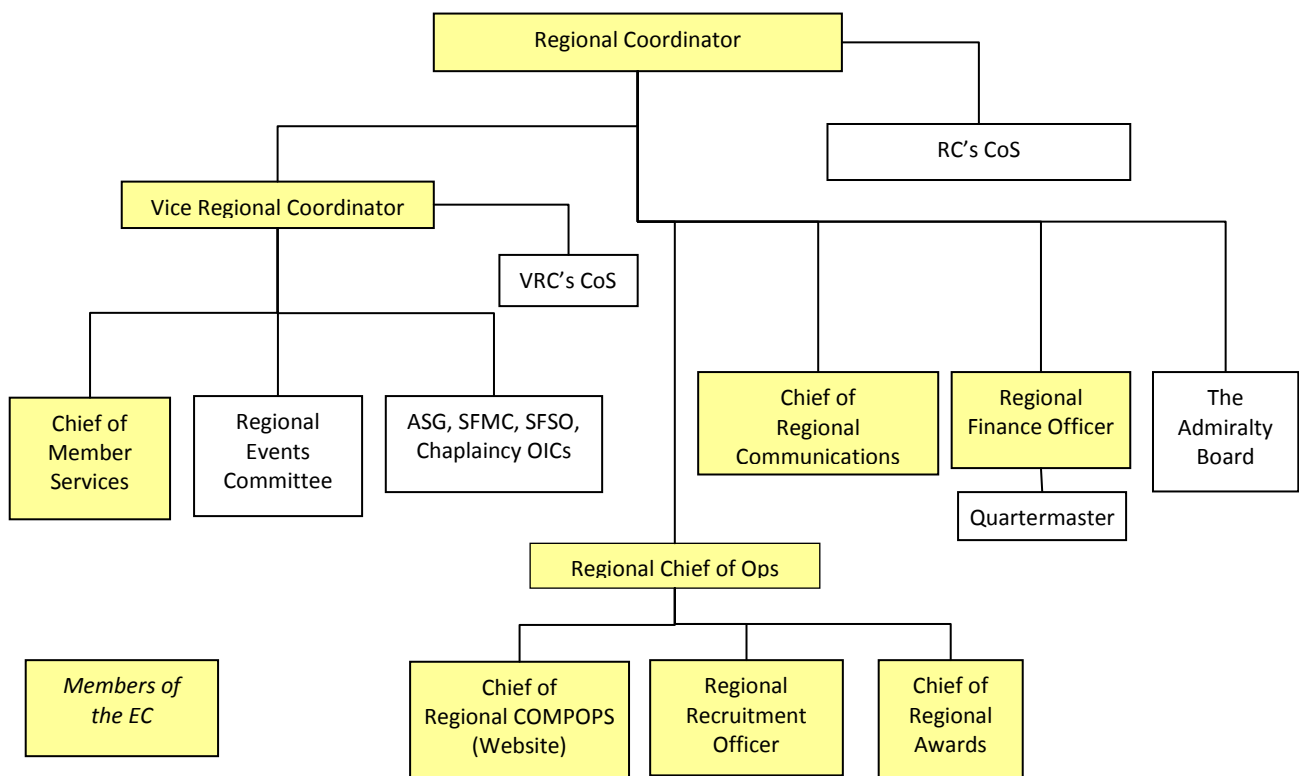 Regional Coordinator
RC's CoS
Vice Regional Coordinator
VRC's CoS
Chief of
Member
Services
Regional
Events
Committee
ASG, SFMC, SFSO,
Chaplaincy OICs
Chief of
Regional
Communications
Regional
Finance Officer
The
Admiralty
Board
Quartermaster
Regional Chief of Ops
Members of
the EC
Chief of
Regional COMPOPS
(Website)
Regional
Recruitment
Officer
Chief of
Regional
Awards